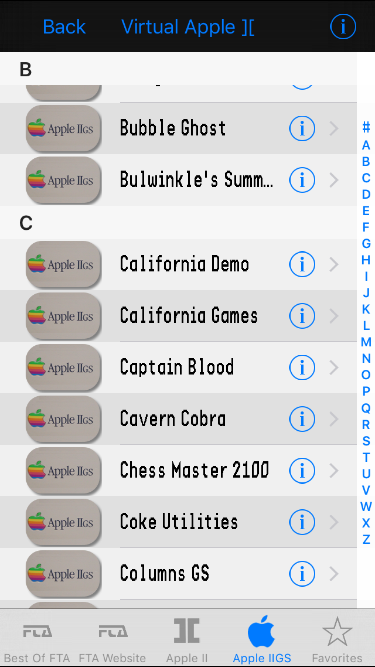 Back Virtual Apple ][
B
Apple IIGS Bubble Ghost
Apple IIGS Bulwinkle's Summ...
C
Apple IIGS California Demo
Apple IIGS California Games
Apple IIGS Captain Blood
Apple IIGS Cavern Cobra
Apple IIGS Chess Master 2100
Apple IIGS Coke Utilities
Apple IIGS Columns GS
#
A
B
C
D
E
F
G
H
I
J
K
L
M
N
O
P
Q
R
S
T
U
V
W
X
Z
FTA FTA ][
Best Of FTA FTA Website Apple II Apple IIGS Favorites